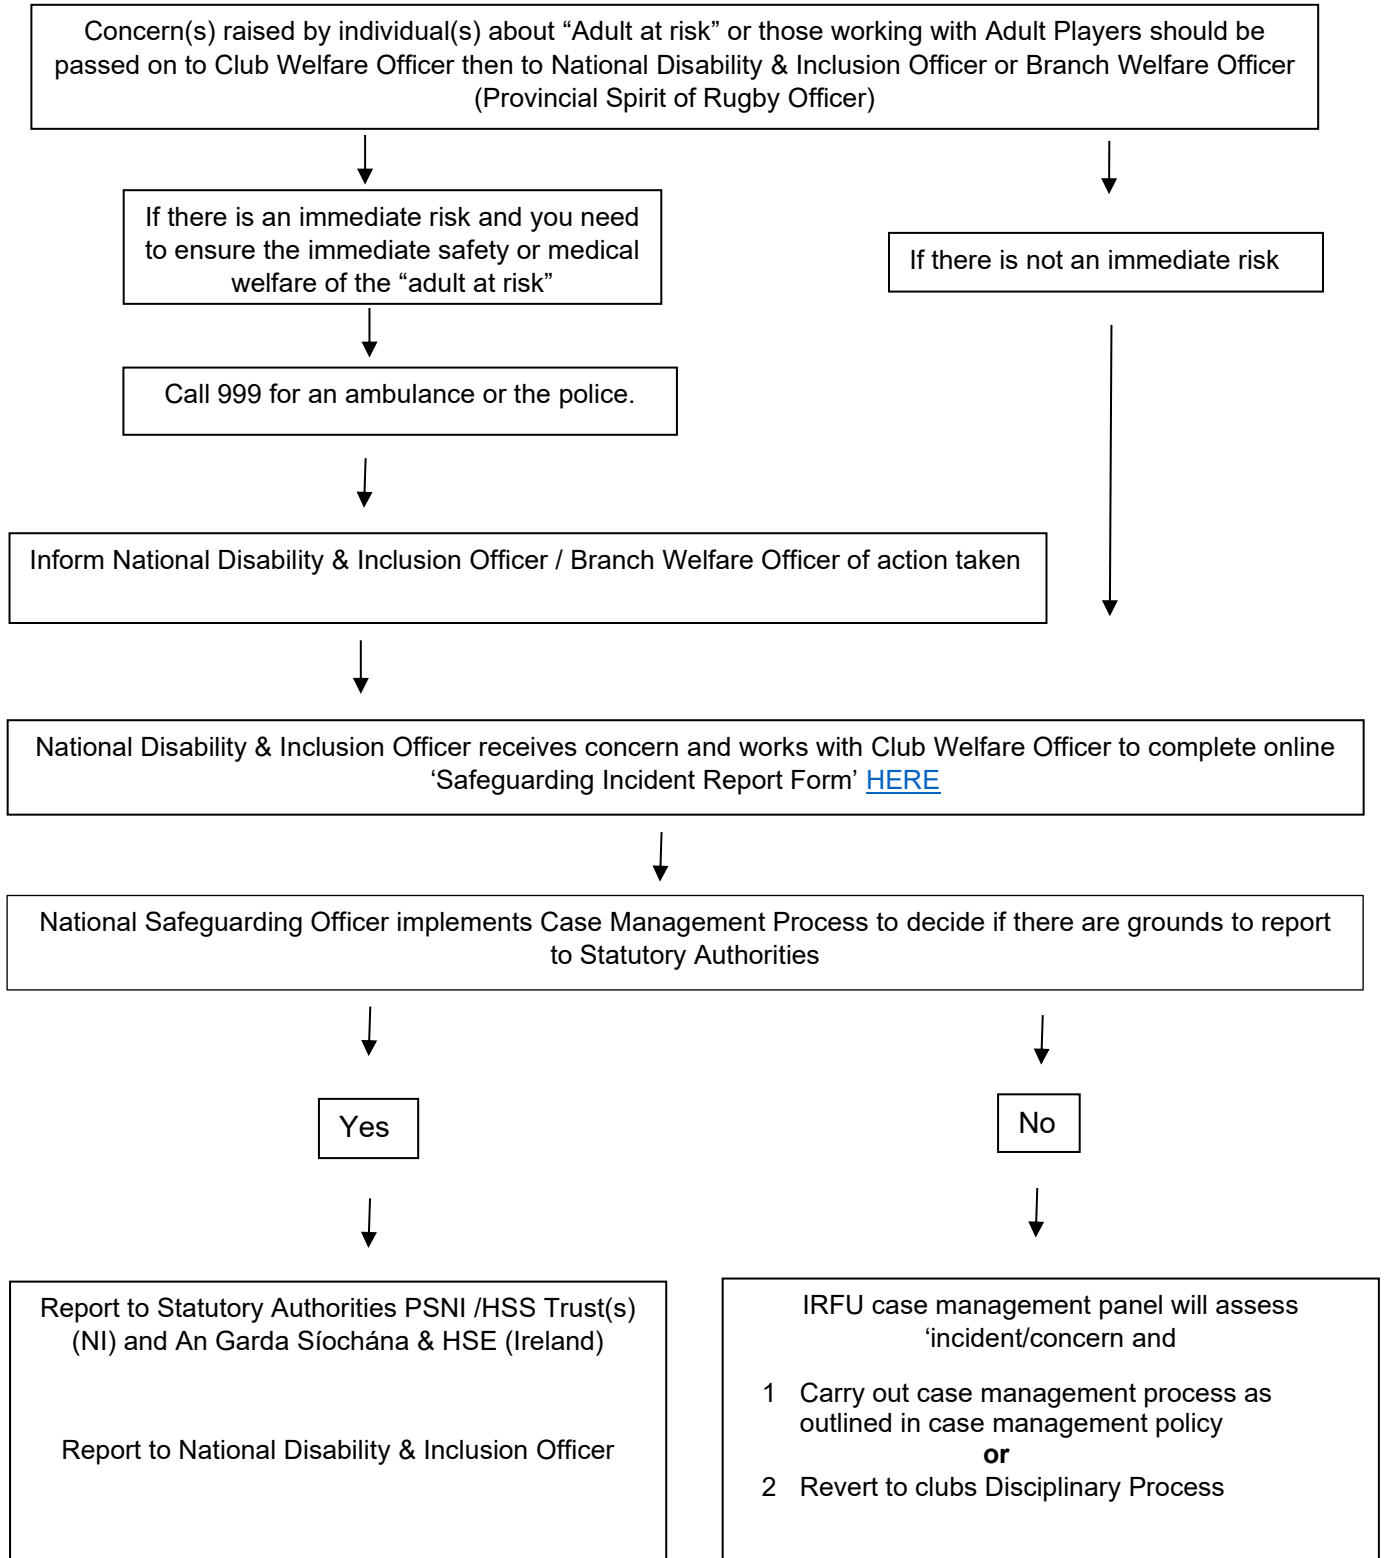 Concern(s) raised by individual(s) about “Adult at risk” or those working with Adult Players should be
passed on to Club Welfare Officer then to National Disability & Inclusion Officer or Branch Welfare Officer
(Provincial Spirit of Rugby Officer)
If there is an immediate risk and you need
to ensure the immediate safety or medical
welfare of the “adult at risk”
If there is not an immediate risk
Call 999 for an ambulance or the police.
Inform National Disability & Inclusion Officer / Branch Welfare Officer of action taken
National Disability & Inclusion Officer receives concern and works with Club Welfare Officer to complete online
‘Safeguarding Incident Report Form’ HERE
National Safeguarding Officer implements Case Management Process to decide if there are grounds to report
to Statutory Authorities
Yes
No
Report to Statutory Authorities PSNI /HSS Trust(s)
(NI) and An Garda Síochána & HSE (Ireland)
Report to National Disability & Inclusion Officer
IRFU case management panel will assess
‘incident/concern and
1 Carry out case management process as
outlined in case management policy
or
2 Revert to clubs Disciplinary Process